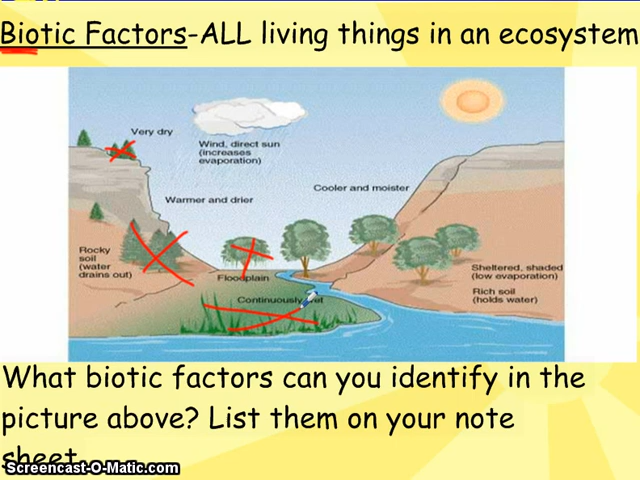 Biotic Factors-ALL living things in an ecosystem
Very dry
Wind, direct sun
(increases
evaporation)
Cooler and moister
Warmer and drier
Rocky
soil
(water
drains out)
Floodplain
Sheltered, shaded
(low evaporation)
Rich soil
(holds water)
Continuously wet
What biotic factors can you identify in the
picture above? List them on your note
sheet.
Screencast-O-Matic.com